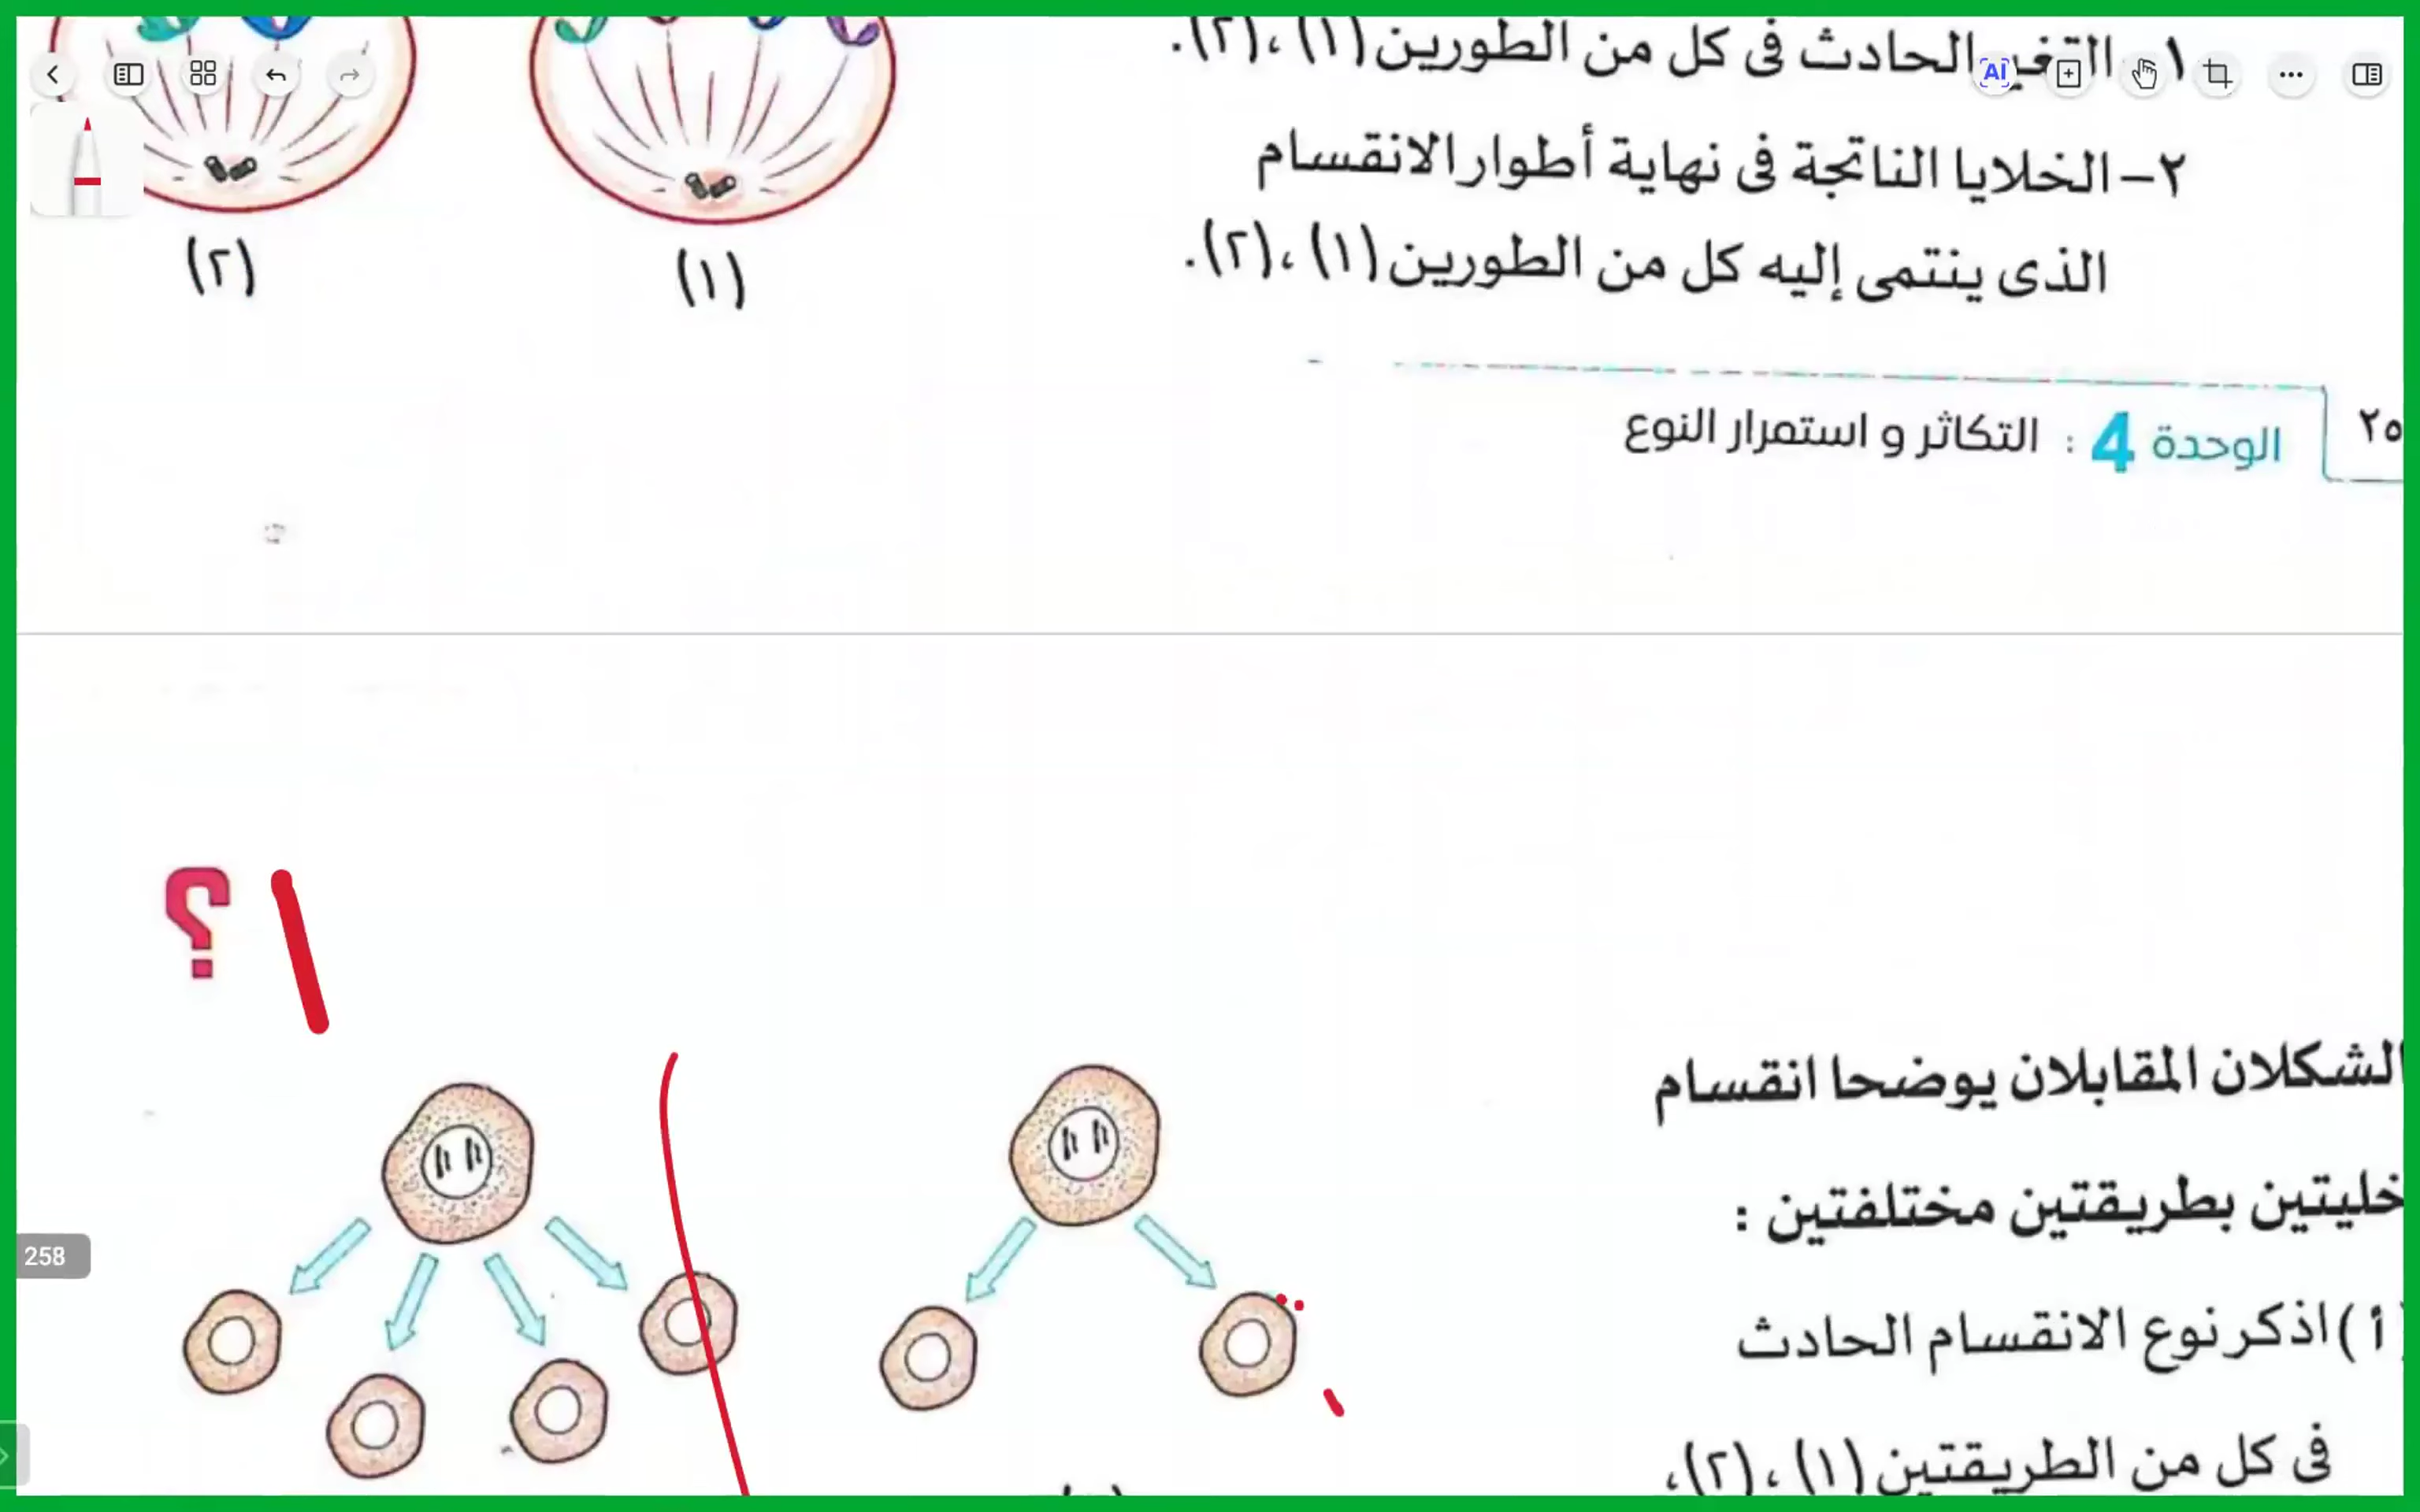 ١- التغير الحادث فى كل من الطورين (١)، (٢).
٢- الخلايا الناتجة فى نهاية أطوار الانقسام
الذى ينتمى إليه كل من الطورين (١)، (٢).
(١)
(٢)
٢٥
الوحدة 4 : التكاثر و استمرار النوع
؟
الشكلان المقابلان يوضحا انقسام
خليتين بطريقتين مختلفتين :
(أ) اذكر نوع الانقسام الحادث
فى كل من الطريقتين (١)، (٢)،
258
AI